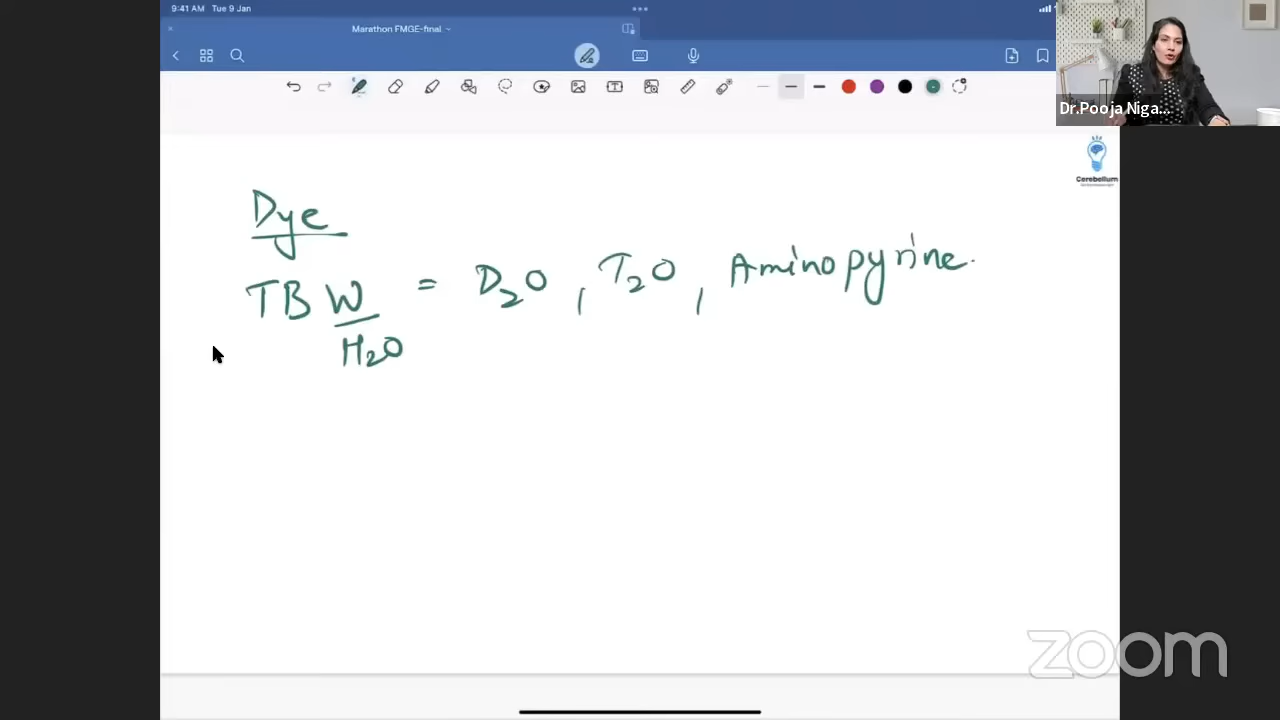 9:41 AM Tue 9 Jan
Marathon FMGE-final
Dr.Pooja Niga...
Cerebellum
Dye
TBW = D2O, T2O, Aminopyrine.
H2O
zoom